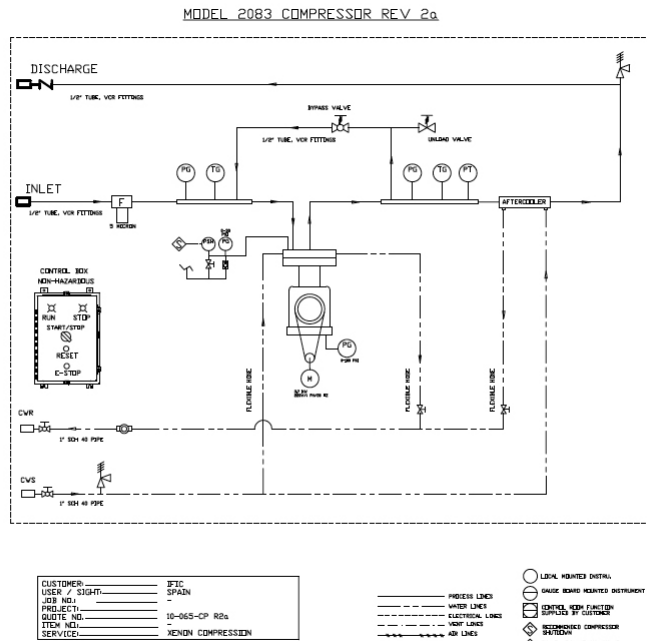 MODEL 2083 COMPRESSOR REV 2a
DISCHARGE
1/2" TUBE, VCR FITTINGS
BYPASS VALVE
1/2" TUBE, VCR FITTINGS
UNLOAD VALVE
PG TG
PG TG PT
INLET
F
AFTERCOOLER
1/2" TUBE, VCR FITTINGS
5 MICRON
S
PG
CONTROL BOX
NON-HAZARDOUS
RUN STOP
START/STOP
RESET
E-STOP
PG
M
FLEXIBLE HOSE
FLEXIBLE HOSE
FLEXIBLE HOSE
CWR
1" SCH 40 PIPE
CWS
1" SCH 40 PIPE
CUSTOMER: IFIC
USER / SIGHT: SPAIN
JOB NO.: -
PROJECT: -
QUOTE NO. 10-065-CP R2a
ITEM NO.: -
SERVICE: XENON COMPRESSION
PROCESS LINES
WATER LINES
ELECTRICAL LINES
VENT LINES
AIR LINES
LOCAL MOUNTED INSTRU.
GAUGE BOARD MOUNTED INSTRUMENT
CONTROL ROOM FUNCTION
SUPPLIED BY CUSTOMER
S
RECOMMENDED COMPRESSOR
SHUTDOWN